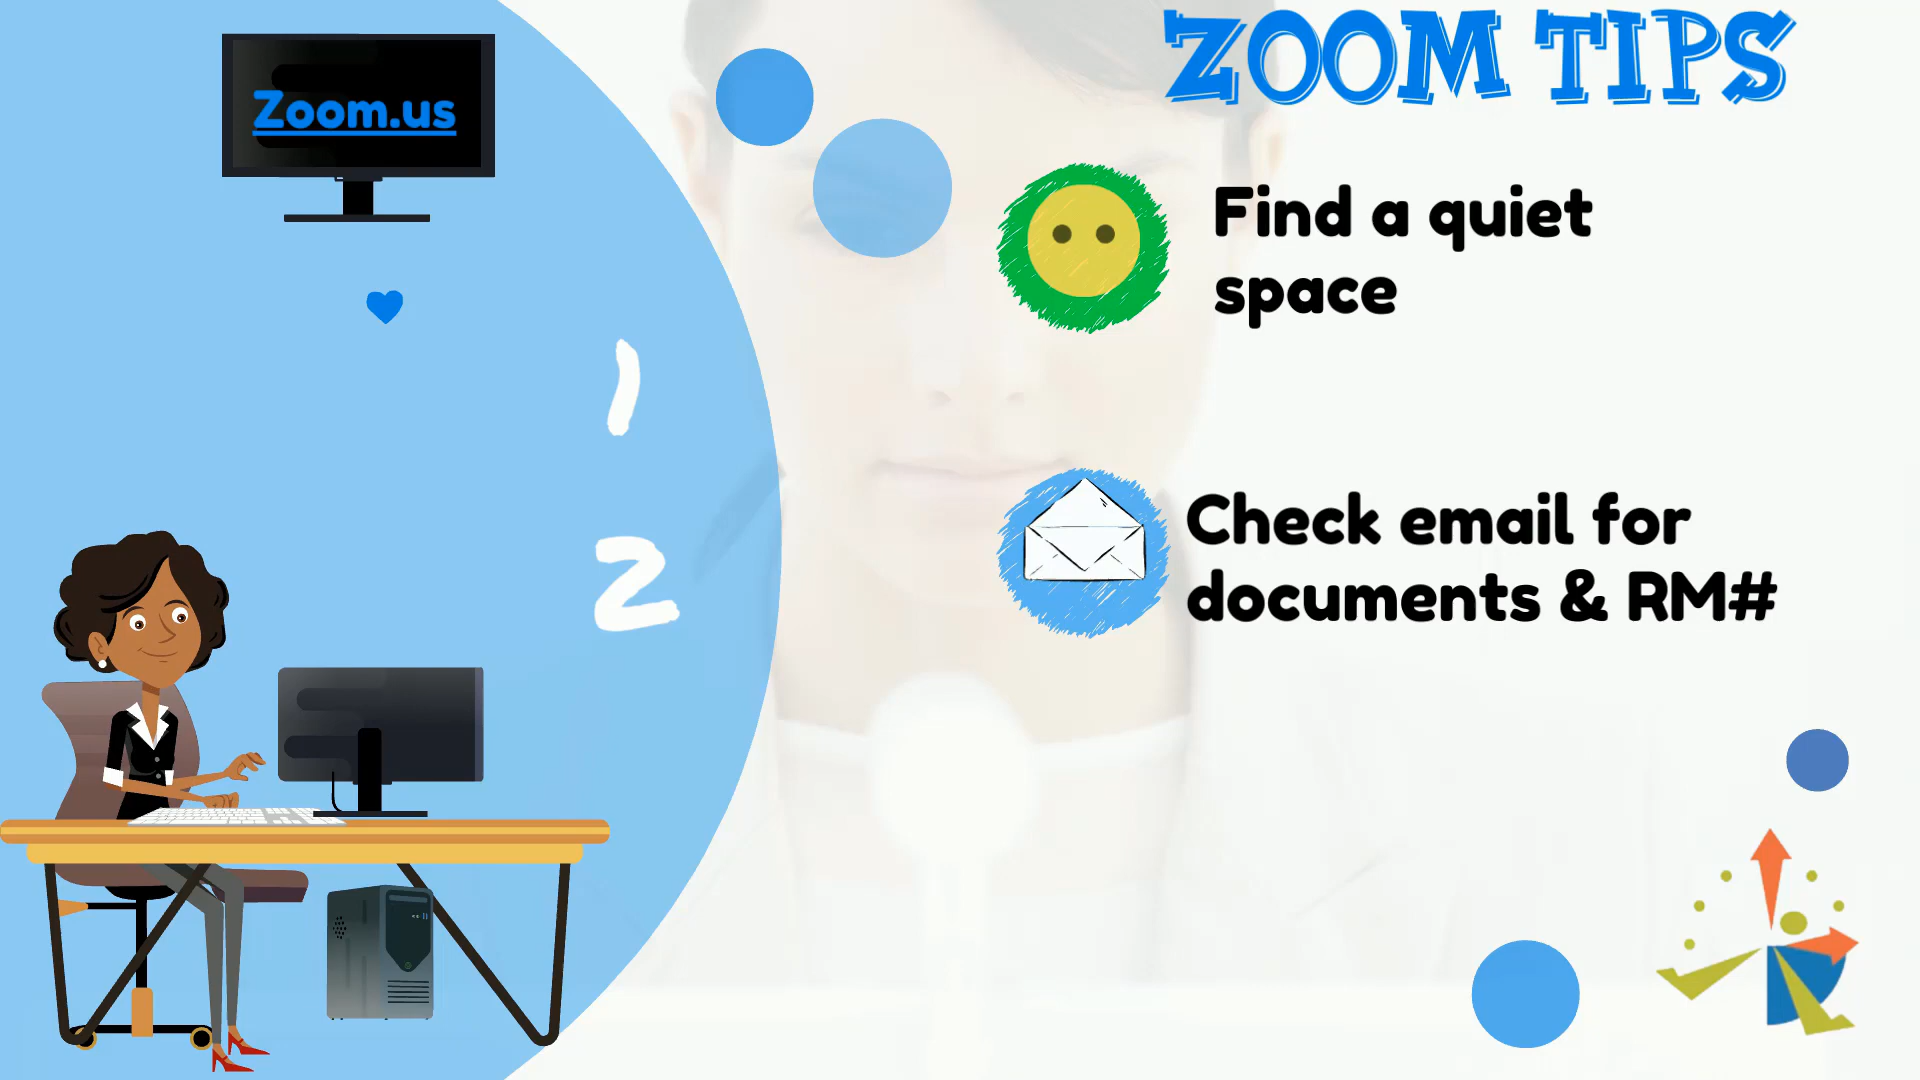 ZOOM TIPS
Zoom.us
1
Find a quiet
space
2
Check email for
documents & RM#